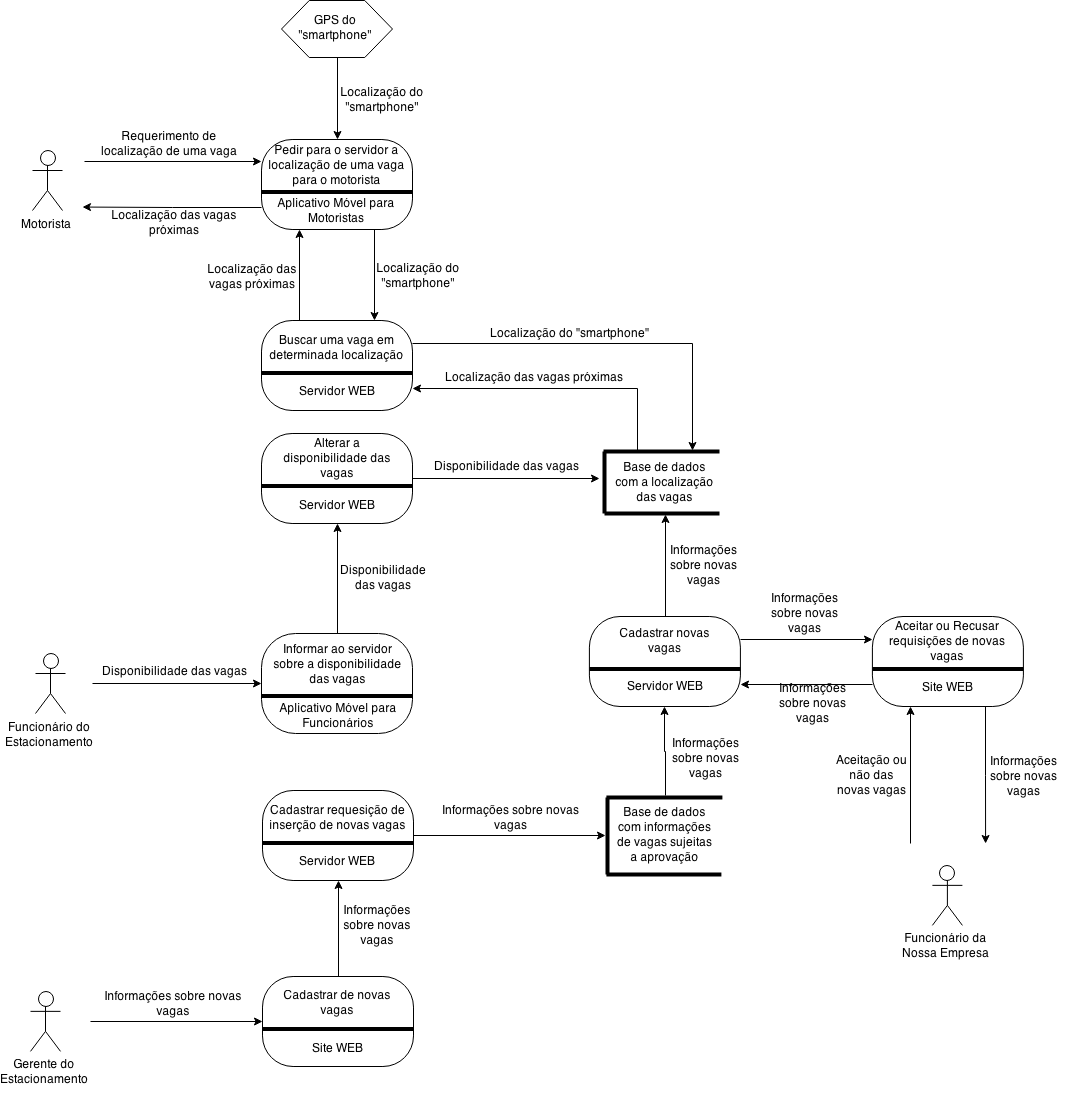 GPS do
"smartphone"
Localização do
"smartphone"
Requerimento de
localização de uma vaga
Pedir para o servidor a
localização de uma vaga
para o motorista
Aplicativo Móvel para
Motoristas
Motorista
Localização das vagas
próximas
Localização das
vagas próximas
Localização do
"smartphone"
Buscar uma vaga em
determinada localização
Servidor WEB
Localização do "smartphone"
Localização das vagas próximas
Alterar a
disponibilidade das
vagas
Servidor WEB
Disponibilidade das vagas
Base de dados
com a localização
das vagas
Disponibilidade
das vagas
Informações
sobre novas
vagas
Informações
sobre novas
vagas
Disponibilidade das vagas
Informar ao servidor
sobre a disponibilidade
das vagas
Aplicativo Móvel para
Funcionários
Cadastrar novas
vagas
Servidor WEB
Aceitar ou Recusar
requisições de novas
vagas
Site WEB
Informações
sobre novas
vagas
Funcionário do
Estacionamento
Informações
sobre novas
vagas
Aceitação ou
não das
novas vagas
Informações
sobre novas
vagas
Cadastrar requesição de
inserção de novas vagas
Servidor WEB
Informações sobre novas
vagas
Base de dados
com informações
de vagas sujeitas
a aprovação
Informações
sobre novas
vagas
Funcionário da
Nossa Empresa
Informações sobre novas
vagas
Cadastrar de novas
vagas
Site WEB
Gerente do
Estacionamento